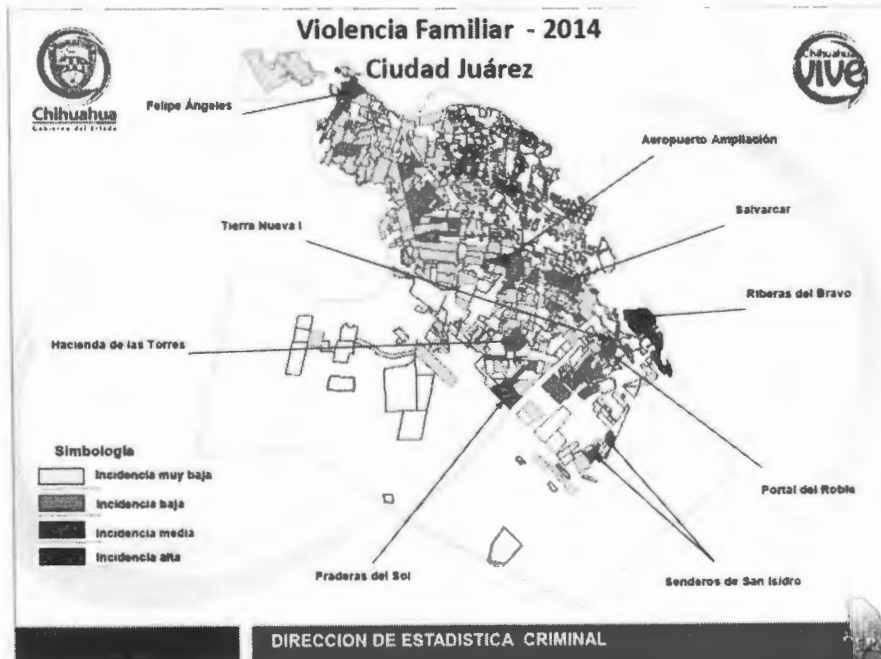 Violencia Familiar - 2014
Ciudad Juárez
Chihuahua
Gobierno del Estado
Chihuahua
VIVE
Felipe Ángeles
Aeropuerto Ampliación
Tierra Nueva I
Salvarcar
Riberas del Bravo
Hacienda de las Torres
Simbología
Incidencia muy baja
Incidencia baja
Incidencia media
Incidencia alta
Portal del Roble
Praderas del Sol
Senderos de San Isidro
DIRECCION DE ESTADISTICA CRIMINAL